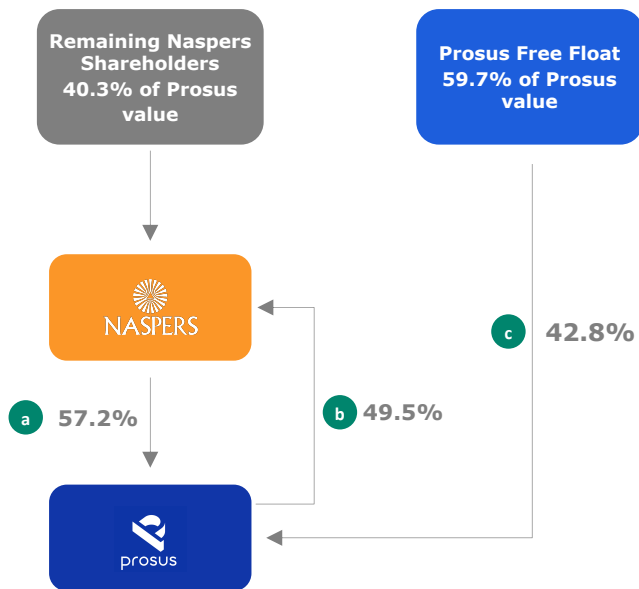 Remaining Naspers
Shareholders
40.3% of Prosus
value
Prosus Free Float
59.7% of Prosus
value
NASPERS
a
57.2%
b
49.5%
c
42.8%
prosus